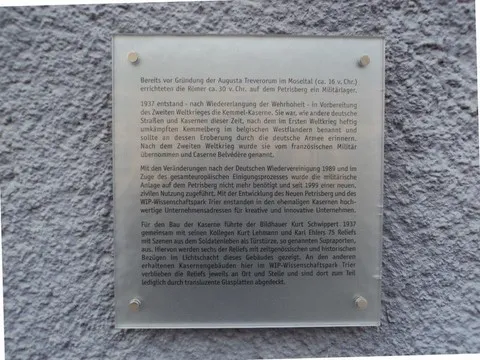 Bereits vor Gründung der Augusta Treverorum im Moseltal (ca. 16 v. Chr.)
errichteten die Römer ca. 30 v. Chr. auf dem Petrisberg ein Militärlager.
1937 entstand - nach Wiedererlangung der Wehrhoheit - in Vorbereitung
des Zweiten Weltkrieges die Kemmel-Kaserne. Sie war, wie andere deutsche
Straßen und Kasernen dieser Zeit, nach dem im Ersten Weltkrieg heftig
umkämpften Kemmelberg im belgischen Westflandern benannt und
sollte an dessen Eroberung durch die deutsche Armee erinnern.
Nach dem Zweiten Weltkrieg wurde sie vom französischen Militär
übernommen und Caserne Belvédère genannt.
Mit den Veränderungen nach der Deutschen Wiedervereinigung 1989 und im
Zuge des gesamteuropäischen Einigungsprozesses wurde die militärische
Anlage auf dem Petrisberg nicht mehr benötigt und seit 1999 einer neuen,
zivilen Nutzung zugeführt. Mit der Entwicklung des Neuen Petrisberg und des
WIP-Wissenschaftspark Trier enstanden in den ehemaligen Kasernen hoch-
wertige Unternehmensadressen für kreative und innovative Unternehmen.
Für den Bau der Kaserne führte der Bildhauer Kurt Schwippert 1937
gemeinsam mit seinen Kollegen Kurt Lehmann und Karl Ehlers 75 Reliefs
mit Szenen aus dem Soldatenleben als Türstürze, so genannten Supraporten,
aus. Hiervon werden sechs der Reliefs mit zeitgenössischen und historischen
Bezügen im Lichtschacht dieses Gebäudes gezeigt. An den anderen
erhaltenen Kasernengebäuden hier im WIP-Wissenschaftspark Trier
verblieben die Reliefs jeweils an Ort und Stelle und sind dort zum Teil
lediglich durch transluzente Glasplatten abgedeckt.